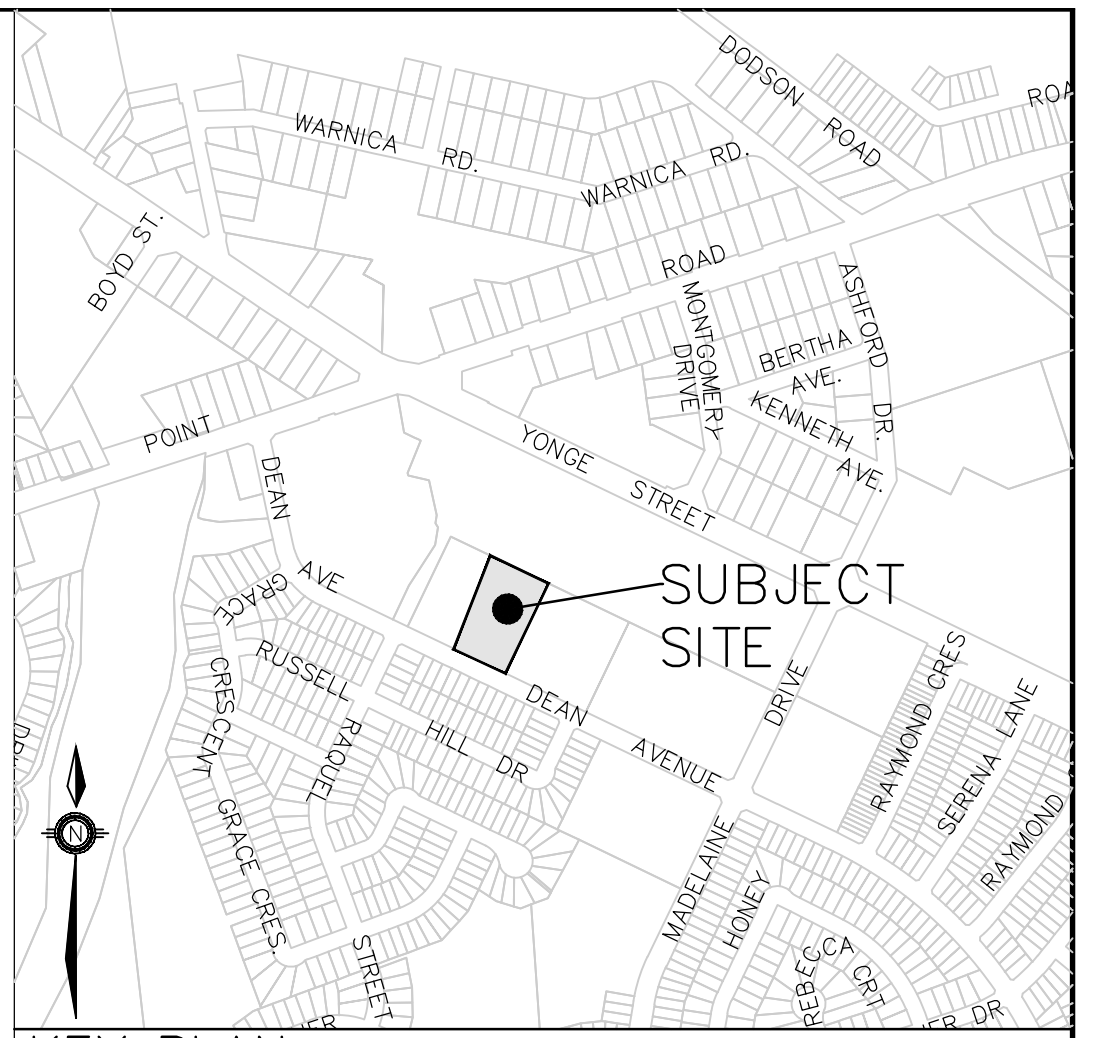 DODSON
ROAD
WARNICA
RD.
WARNICA
RD.
BOYD ST.
ROAD
MONTGOMERY
DRIVE
ASHFORD
DR.
BERTHA
AVE.
KENNETH
AVE.
POINT
YONGE
STREET
DEAN
AVE
GRACE
CRESCENT
SUBJECT
SITE
RUSSELL
HILL
DR
RAQUEL
STREET
DEAN
AVENUE
DRIVE
MADELAINE
RAYMOND CRES
SERENA LANE
RAYMOND
GRACE CRES.
HONEY
REBECCA
CRT
DR
N
KEY PLAN